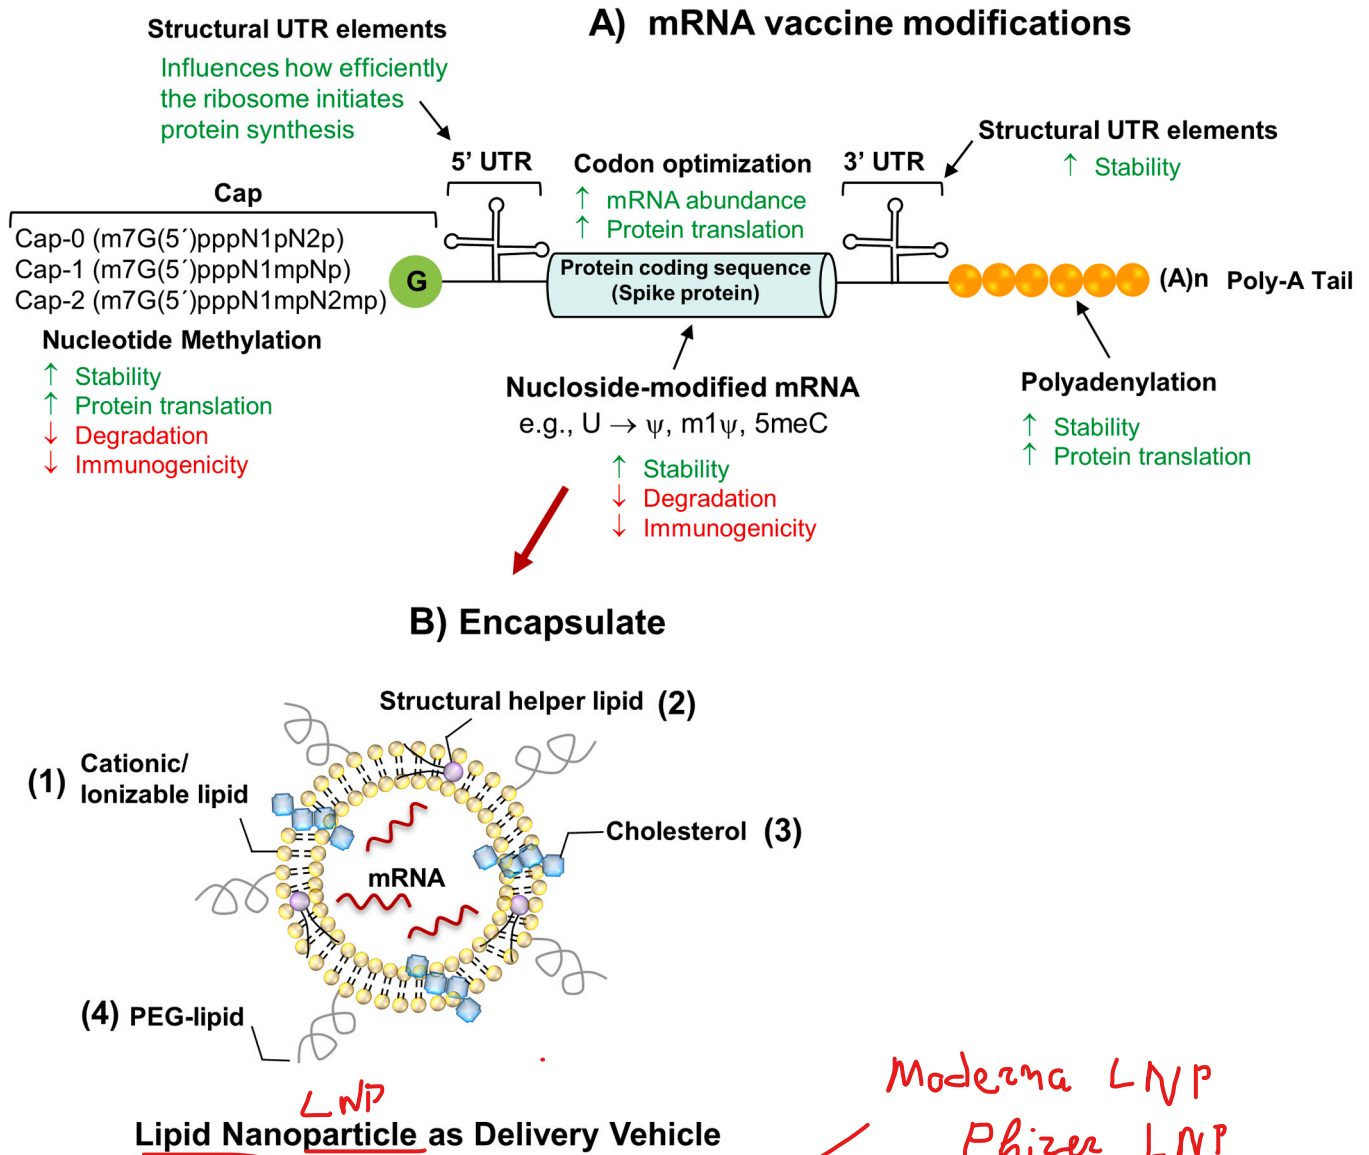 A) mRNA vaccine modifications
Structural UTR elements
Influences how efficiently
the ribosome initiates
protein synthesis
5’ UTR
Codon optimization
↑ mRNA abundance
↑ Protein translation
3’ UTR
Structural UTR elements
↑ Stability
Cap
Cap-0 (m7G(5´)pppN1pN2p)
Cap-1 (m7G(5´)pppN1mpNp)
Cap-2 (m7G(5´)pppN1mpN2mp)
G
Protein coding sequence
(Spike protein)
(A)n Poly-A Tail
Nucleotide Methylation
↑ Stability
↑ Protein translation
↓ Degradation
↓ Immunogenicity
Nucloside-modified mRNA
e.g., U → ψ, m1ψ, 5meC
↑ Stability
↓ Degradation
↓ Immunogenicity
Polyadenylation
↑ Stability
↑ Protein translation
B) Encapsulate
Structural helper lipid (2)
(1) Cationic/
Ionizable lipid
Cholesterol (3)
mRNA
(4) PEG-lipid
LNP
Lipid Nanoparticle as Delivery Vehicle
Moderna LNP
Phizer LNP